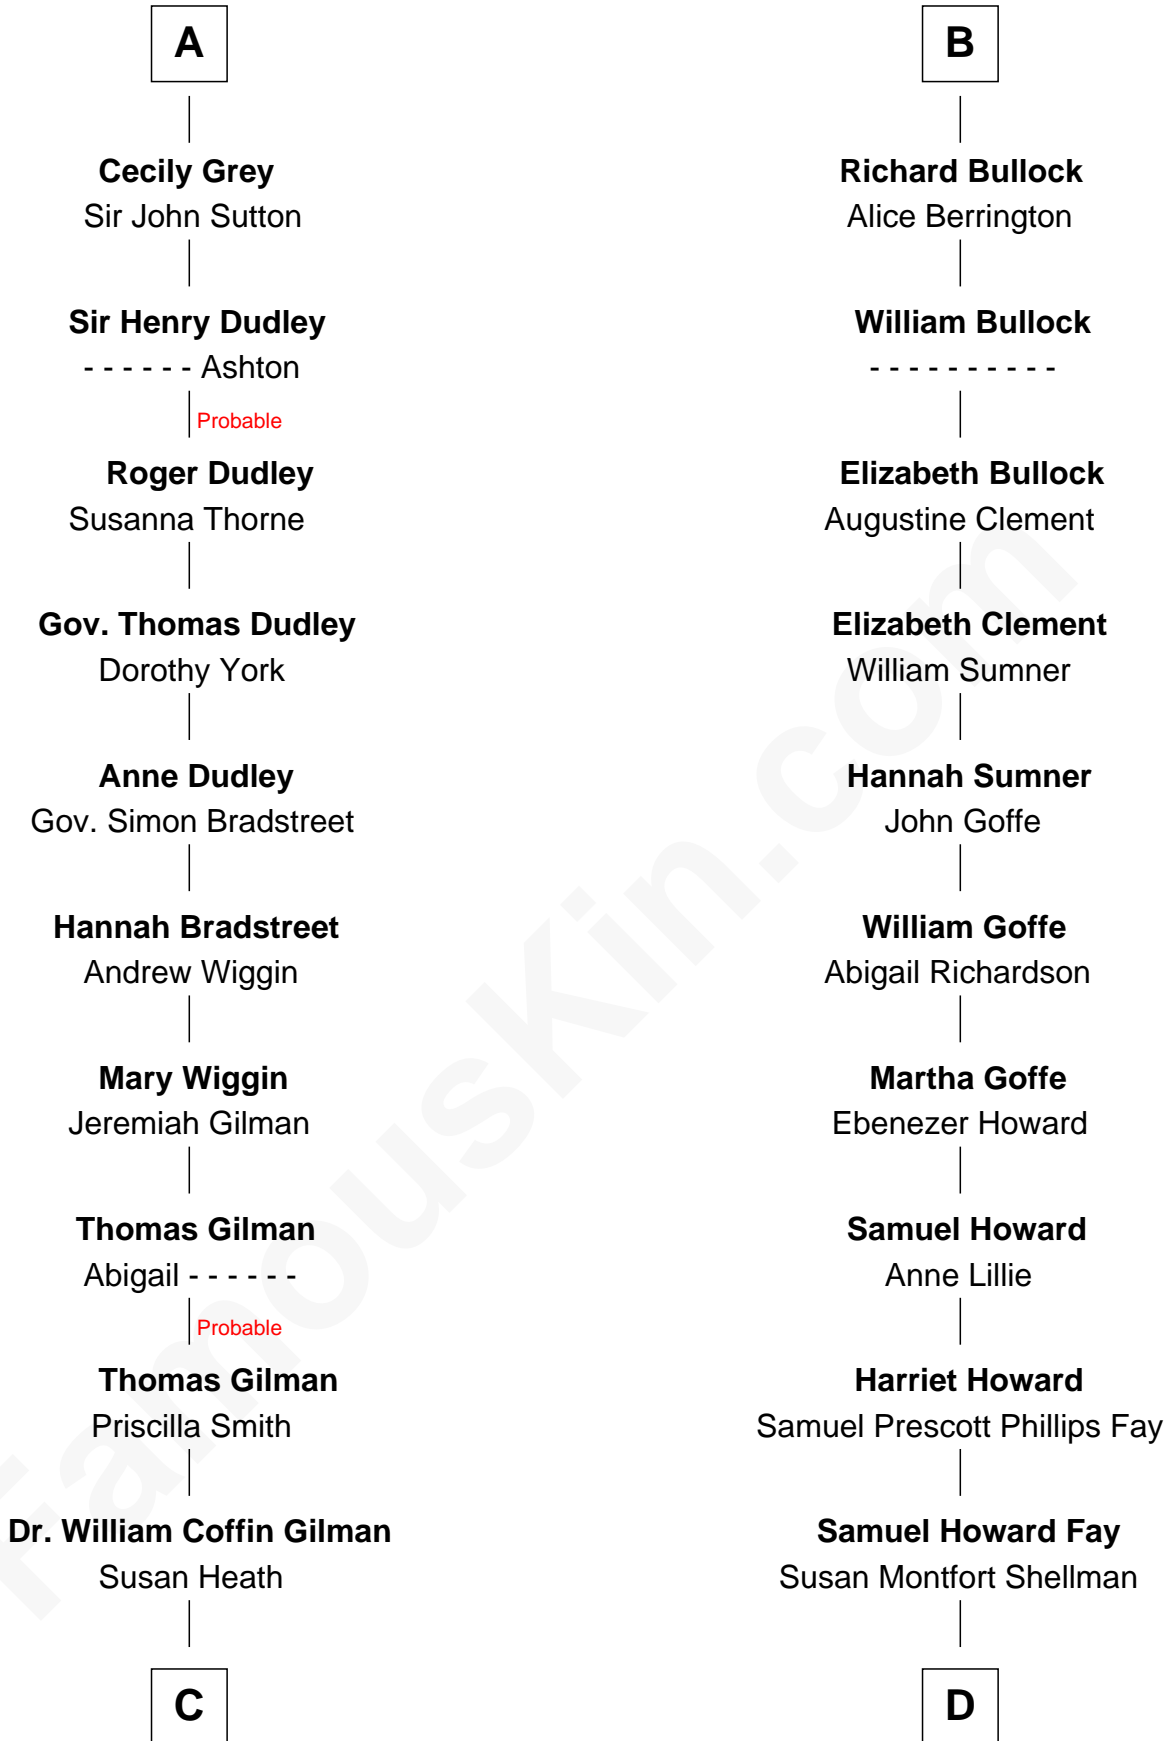 A
Cecily Grey
Sir John Sutton
Sir Henry Dudley
- - - - - - Ashton
Probable
Roger Dudley
Susanna Thorne
Gov. Thomas Dudley
Dorothy York
Anne Dudley
Gov. Simon Bradstreet
Hannah Bradstreet
Andrew Wiggin
Mary Wiggin
Jeremiah Gilman
Thomas Gilman
Abigail - - - - - -
Probable
Thomas Gilman
Priscilla Smith
Dr. William Coffin Gilman
Susan Heath
C
B
Richard Bullock
Alice Berrington
William Bullock
- - - - - - - - - -
Elizabeth Bullock
Augustine Clement
Elizabeth Clement
William Sumner
Hannah Sumner
John Goffe
William Goffe
Abigail Richardson
Martha Goffe
Ebenezer Howard
Samuel Howard
Anne Lillie
Harriet Howard
Samuel Prescott Phillips Fay
Samuel Howard Fay
Susan Montfort Shellman
D
FamousKin.com